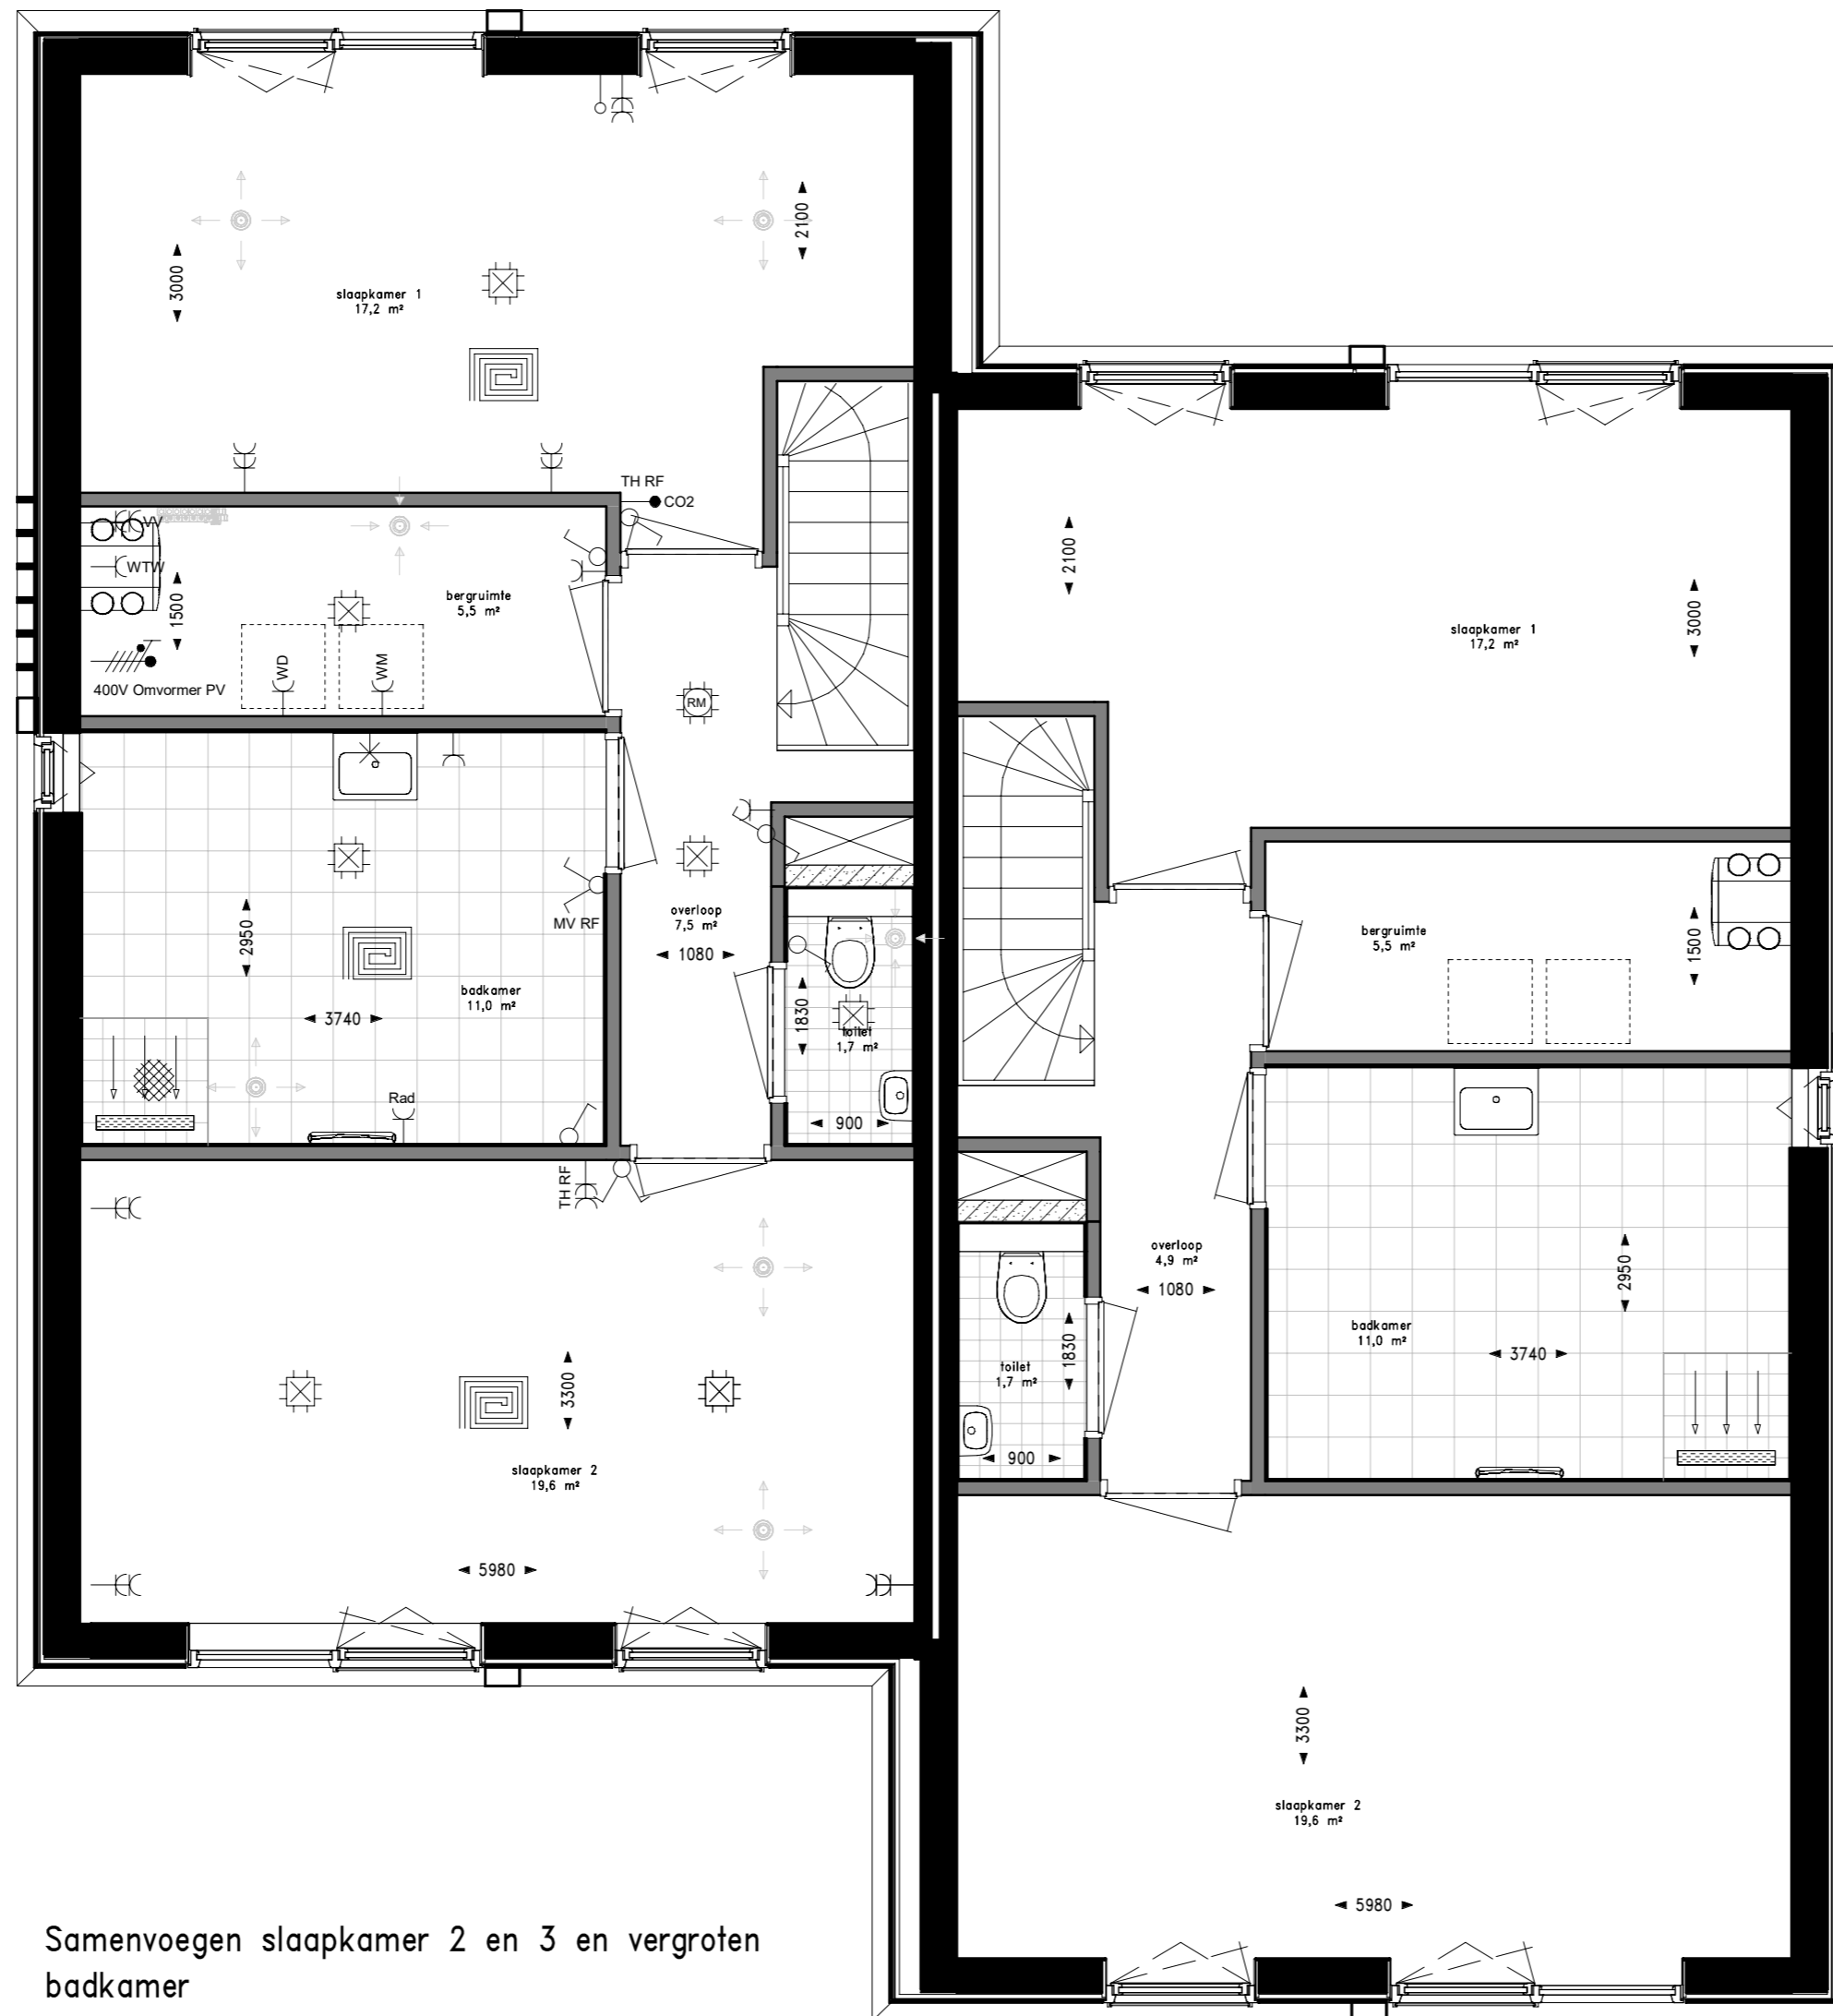 2100
3000
slaapkamer 1
17,2 m²
TH RF
CO2
VV
WTW
1500
bergruimte
5,5 m²
400V Omvormer PV
WD
WM
RM
MV RF
2950
badkamer
11,0 m²
3740
overloop
7,5 m²
1080
1830
toilet
1,7 m²
900
Rad
TH RF
3300
slaapkamer 2
19,6 m²
5980
2100
3000
slaapkamer 1
17,2 m²
bergruimte
5,5 m²
1500
overloop
4,9 m²
1080
2950
badkamer
11,0 m²
3740
1830
toilet
1,7 m²
900
3300
slaapkamer 2
19,6 m²
5980
Samenvoegen slaapkamer 2 en 3 en vergroten
badkamer